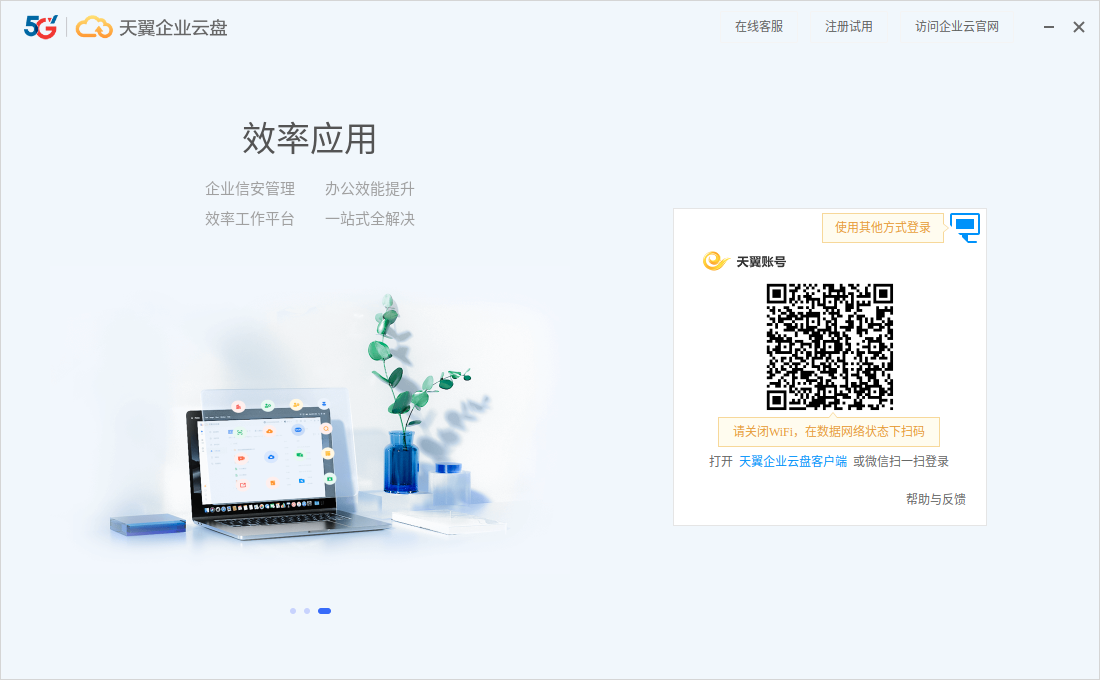 5G 天翼企业云盘 在线客服 注册试用 访问企业云官网
效率应用
企业信安管理 办公效能提升
效率工作平台 一站式全解决
使用其他方式登录
天翼账号
请关闭WiFi，在数据网络状态下扫码
打开 天翼企业云盘客户端 或微信扫一扫登录
帮助与反馈